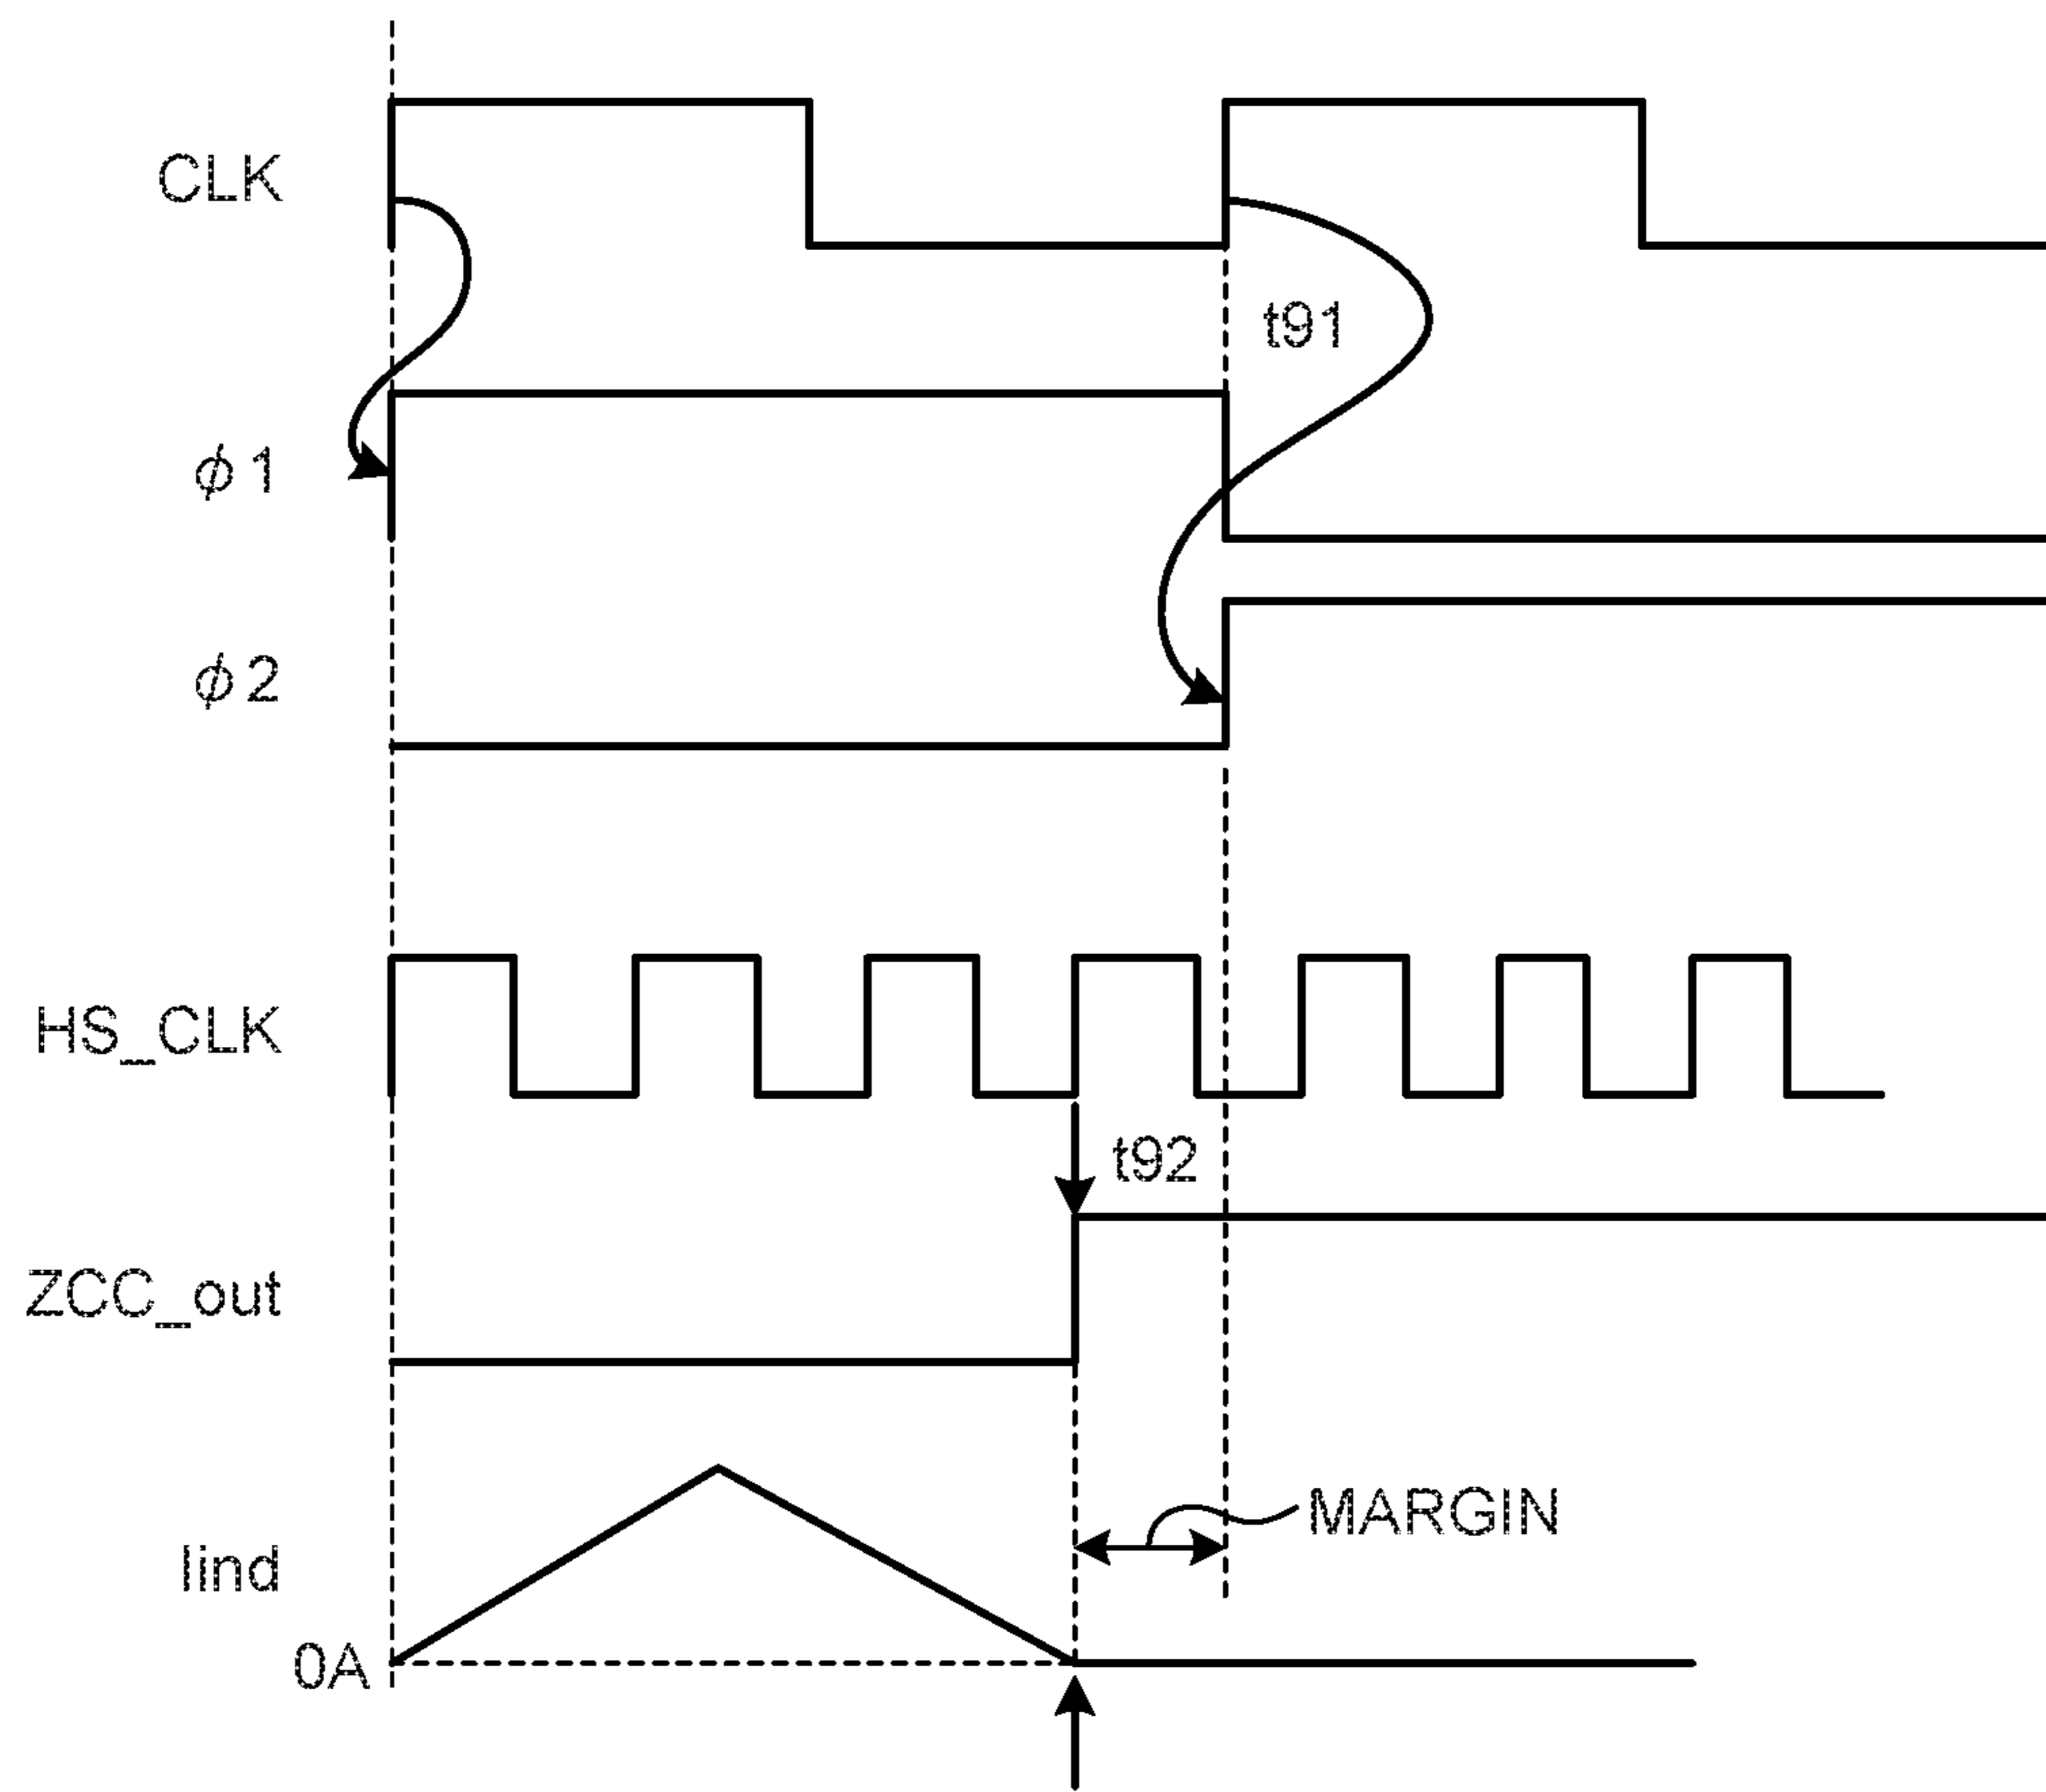 CLK
t91
ϕ1
ϕ2
HS_CLK
t92
ZCC_out
MARGIN
Iind
0A